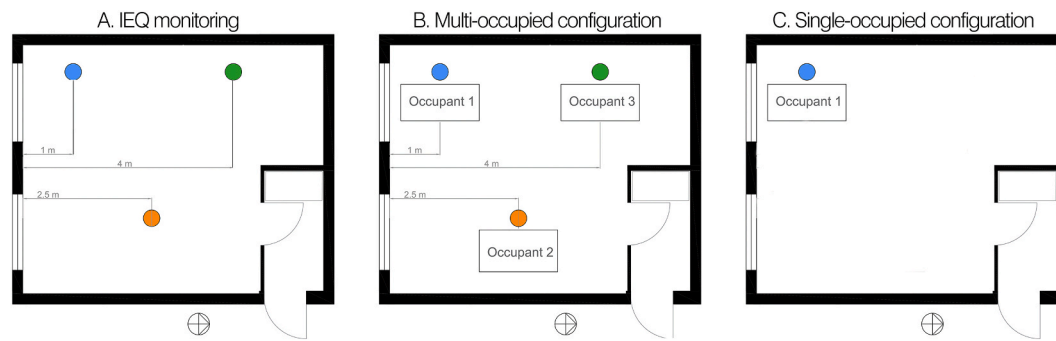 A. IEQ monitoring
B. Multi-occupied configuration
C. Single-occupied configuration
Occupant 1
Occupant 3
Occupant 1
1 m
4 m
1 m
4 m
2.5 m
2.5 m
Occupant 2